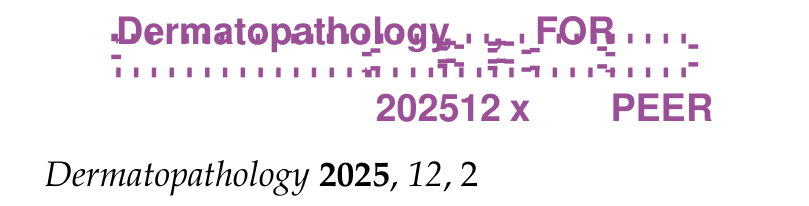 Dermatopathology FOR
202512 x PEER
Dermatopathology 2025, 12, 2